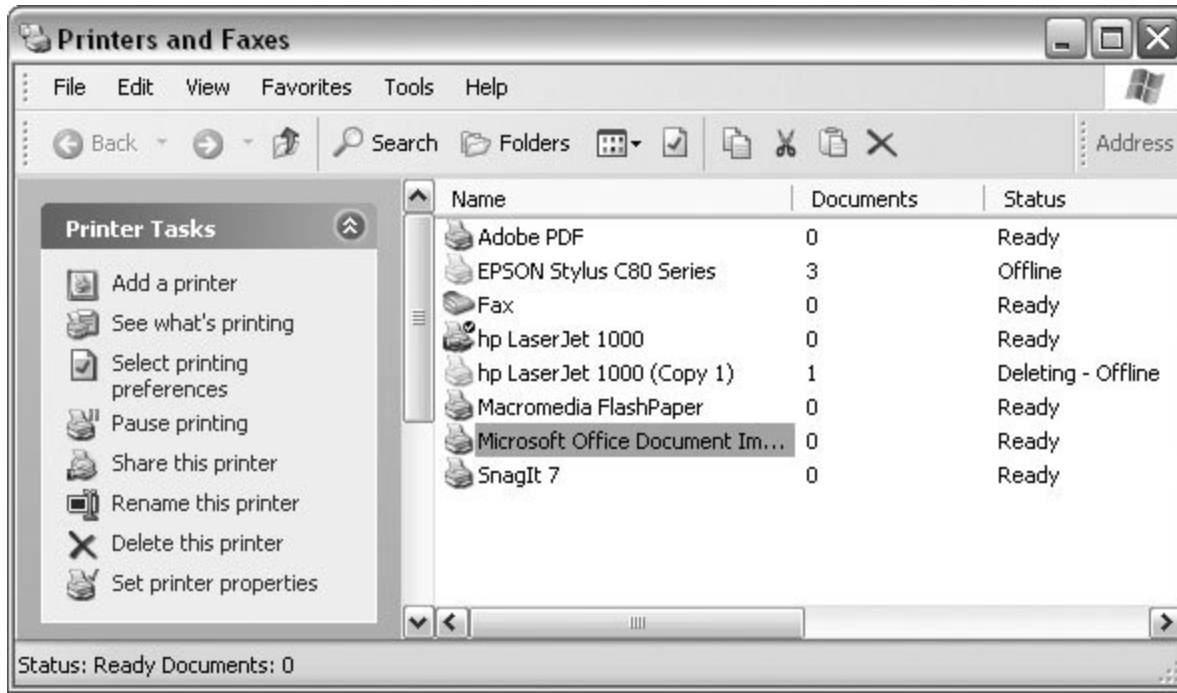 Printers and Faxes
File Edit View Favorites Tools Help
Back Search Folders Address
Printer Tasks
Add a printer
See what's printing
Select printing
preferences
Pause printing
Share this printer
Rename this printer
Delete this printer
Set printer properties
Name Documents Status
Adobe PDF 0 Ready
EPSON Stylus C80 Series 3 Offline
Fax 0 Ready
hp LaserJet 1000 0 Ready
hp LaserJet 1000 (Copy 1) 1 Deleting - Offline
Macromedia FlashPaper 0 Ready
Microsoft Office Document Im... 0 Ready
SnagIt 7 0 Ready
Status: Ready Documents: 0